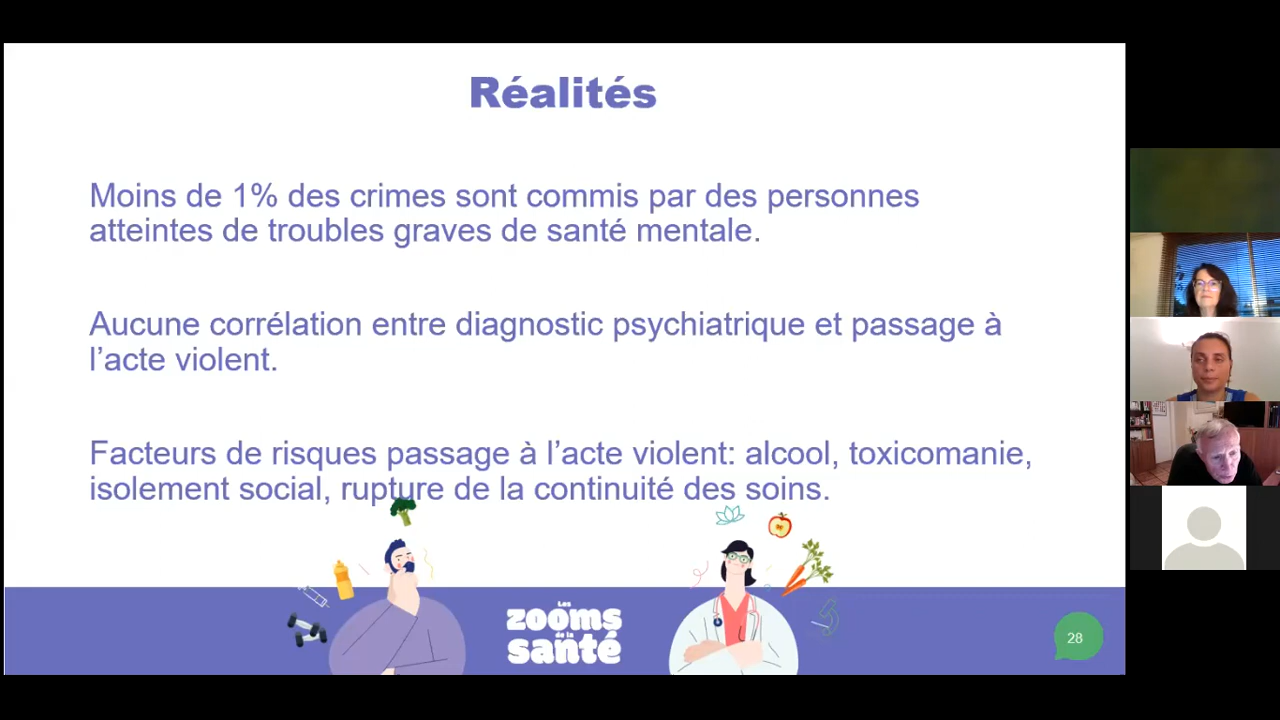 Réalités
Moins de 1% des crimes sont commis par des personnes
atteintes de troubles graves de santé mentale.
Aucune corrélation entre diagnostic psychiatrique et passage à
l’acte violent.
Facteurs de risques passage à l’acte violent: alcool, toxicomanie,
isolement social, rupture de la continuité des soins.
Les
zooms
de la
santé
28